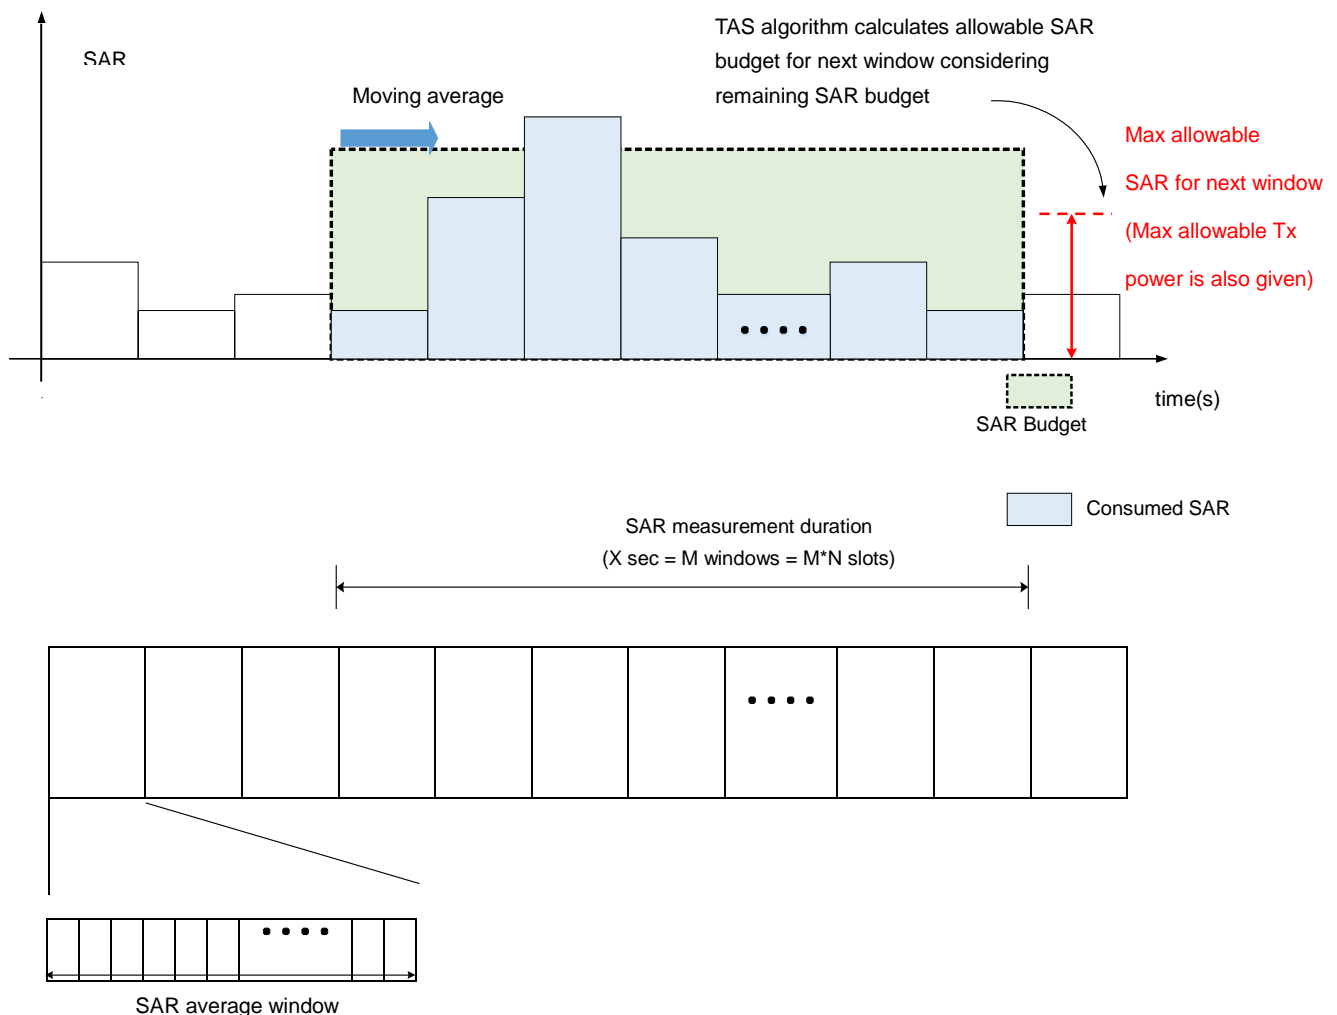 SAR
TAS algorithm calculates allowable SAR
budget for next window considering
remaining SAR budget
Moving average
Max allowable
SAR for next window
(Max allowable Tx
power is also given)
time(s)
SAR Budget
Consumed SAR
SAR measurement duration
(X sec = M windows = M*N slots)
SAR average window